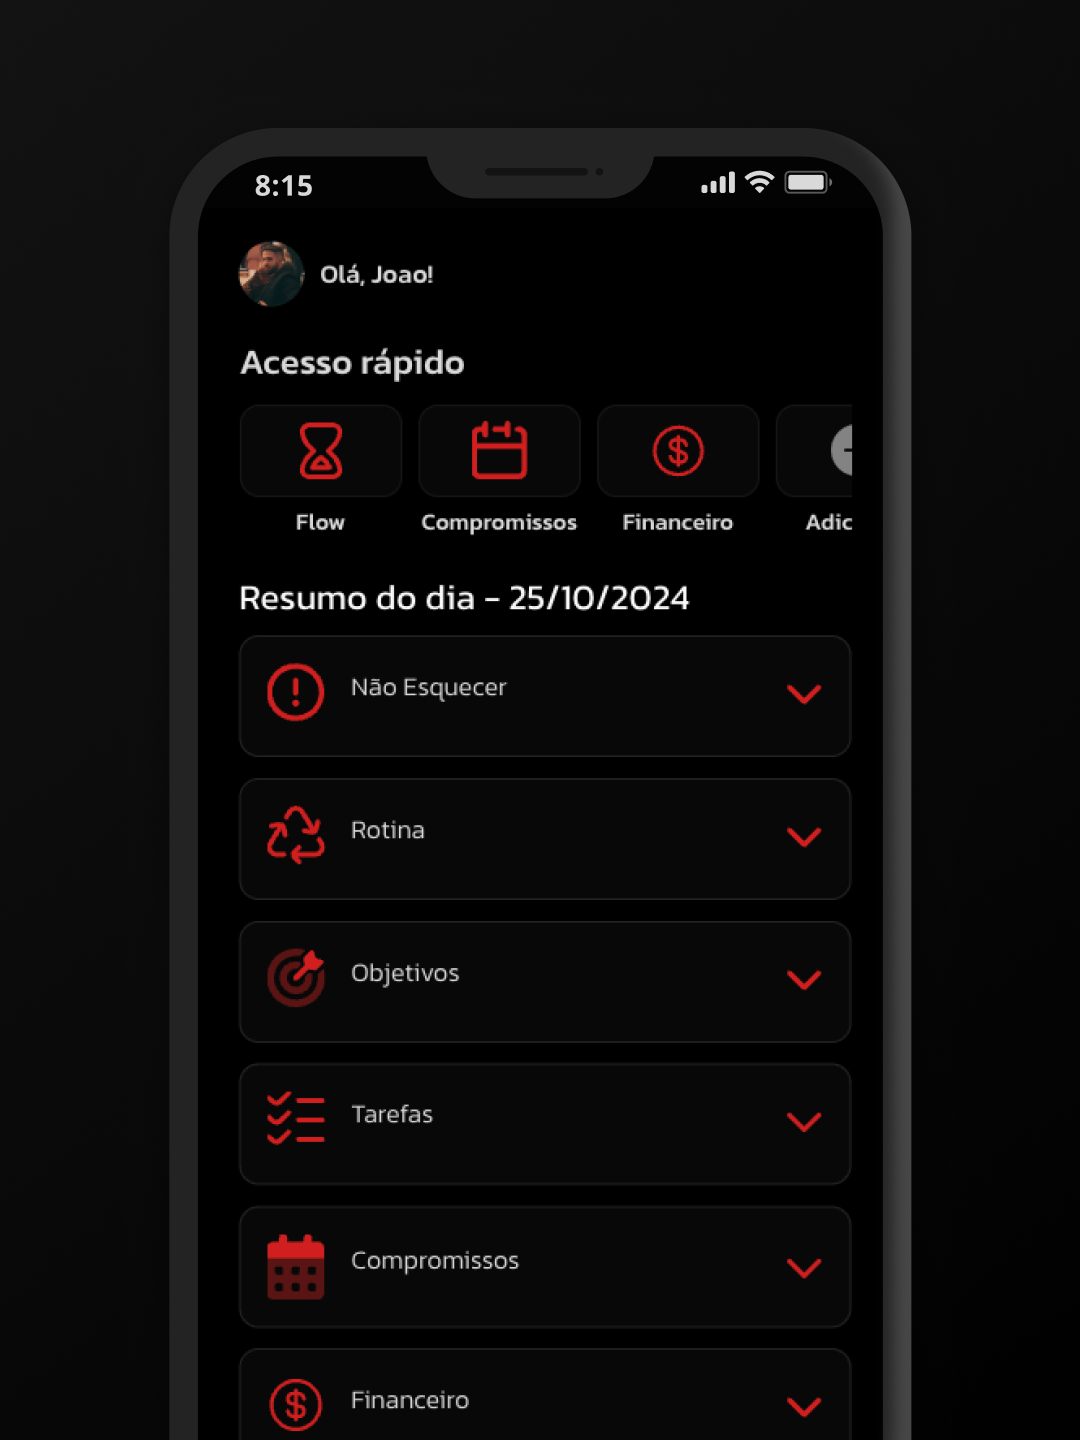 8:15
Olá, Joao!
Acesso rápido
Flow
Compromissos
Financeiro
Adic
Resumo do dia - 25/10/2024
Não Esquecer
Rotina
Objetivos
Tarefas
Compromissos
Financeiro